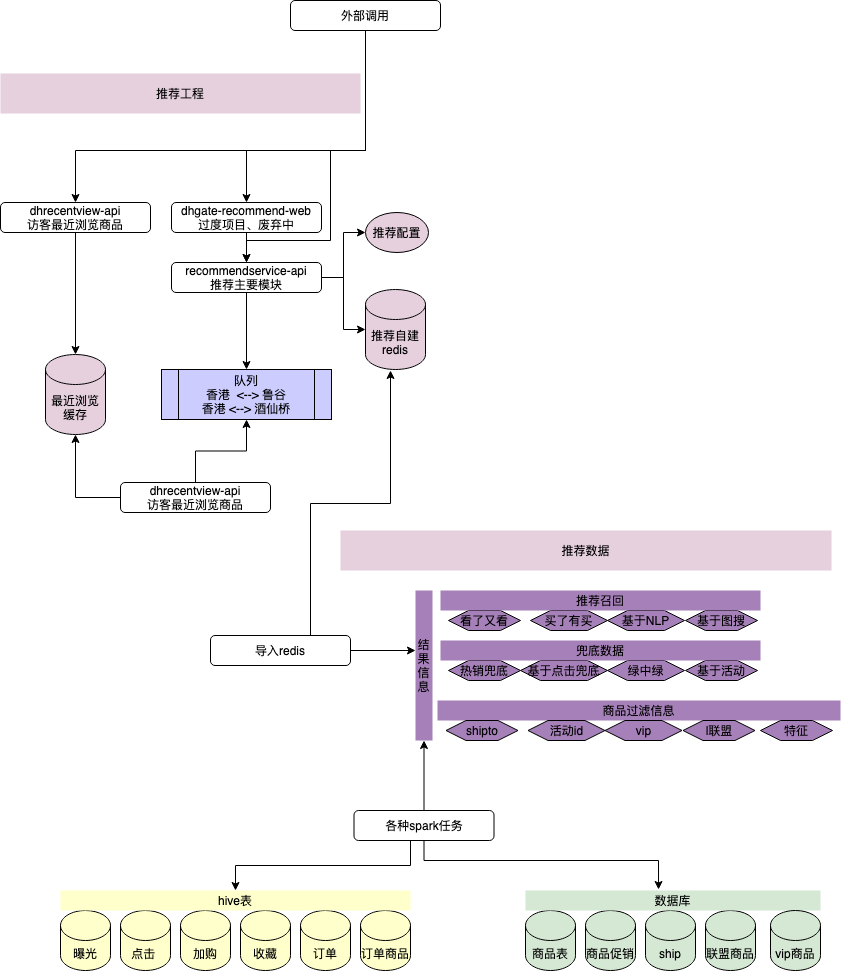 外部调用
推荐工程
dhrecentview-api
访客最近浏览商品
dhgate-recommend-web
过度项目、废弃中
推荐配置
recommendservice-api
推荐主要模块
推荐自建
redis
最近浏览
缓存
队列
香港 <--> 鲁谷
香港 <--> 酒仙桥
dhrecentview-api
访客最近浏览商品
推荐数据
导入redis
结果信息
推荐召回
看了又看
买了有买
基于NLP
基于图搜
兜底数据
热销兜底
基于点击兜底
绿中绿
基于活动
商品过滤信息
shipto
活动id
vip
l联盟
特征
各种spark任务
hive表
曝光
点击
加购
收藏
订单
订单商品
数据库
商品表
商品促销
ship
联盟商品
vip商品